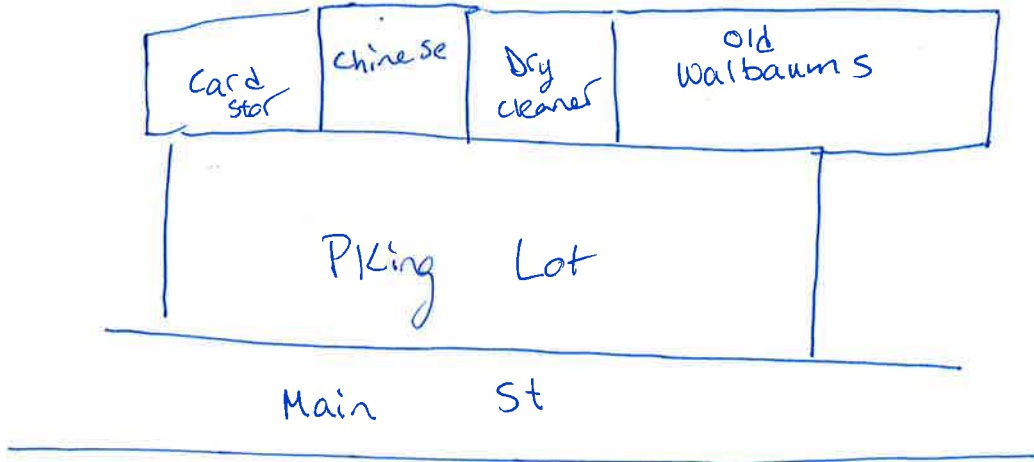 Card
stor
chinese
Dry
cleaner
Old
Walbaums
PKing Lot
Main St